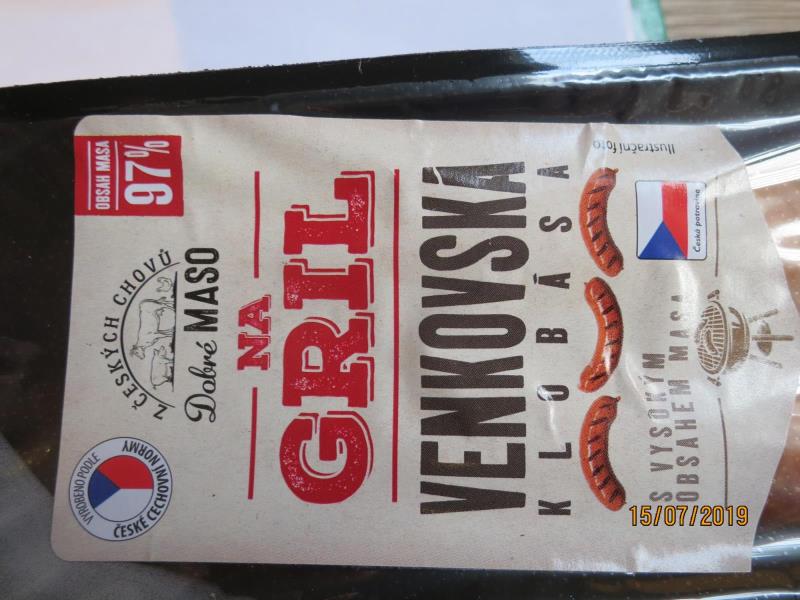 VYROBENO PODLE
ČESKÉ CECHOVNÍ NORMY
Z ČESKÝCH CHOVŮ
Dobré MASO
OBSAH MASA
97%
NA
GRIL
VENKOVSKÁ
KLOBÁSA
S VYSOKÝM
OBSAHEM MASA
Česká potravina
Ilustrační foto
15/07/2019